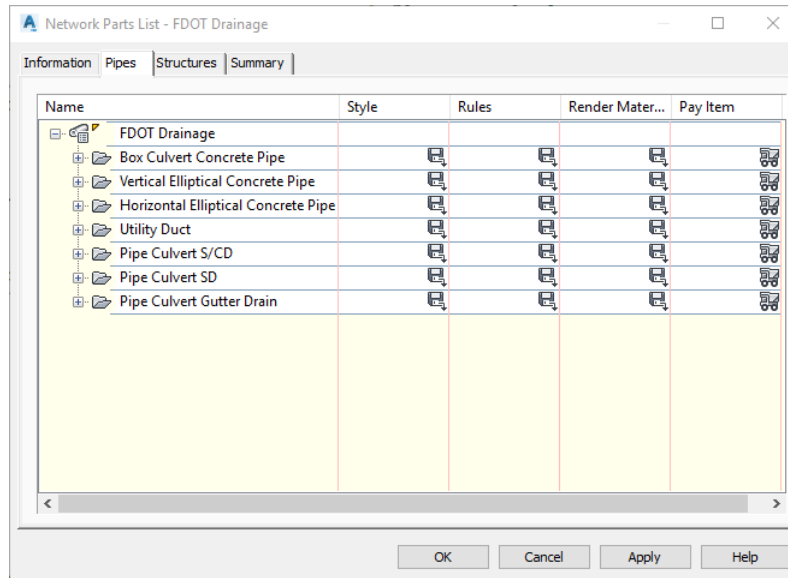 Network Parts List - FDOT Drainage
Information Pipes Structures Summary
Name Style Rules Render Mater... Pay Item
FDOT Drainage
Box Culvert Concrete Pipe
Vertical Elliptical Concrete Pipe
Horizontal Elliptical Concrete Pipe
Utility Duct
Pipe Culvert S/CD
Pipe Culvert SD
Pipe Culvert Gutter Drain
OK Cancel Apply Help